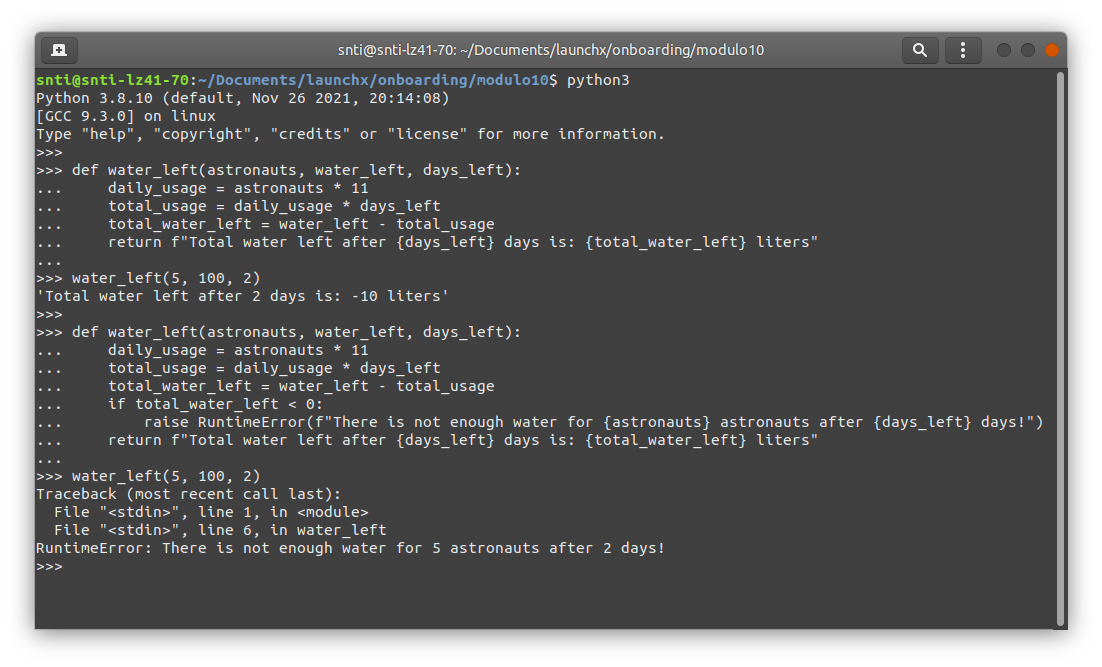 snti@snti-lz41-70: ~/Documents/launchx/onboarding/modulo10
snti@snti-lz41-70:~/Documents/launchx/onboarding/modulo10$ python3
Python 3.8.10 (default, Nov 26 2021, 20:14:08)
[GCC 9.3.0] on linux
Type "help", "copyright", "credits" or "license" for more information.
>>>
>>> def water_left(astronauts, water_left, days_left):
...     daily_usage = astronauts * 11
...     total_usage = daily_usage * days_left
...     total_water_left = water_left - total_usage
...     return f"Total water left after {days_left} days is: {total_water_left} liters"
...
>>> water_left(5, 100, 2)
'Total water left after 2 days is: -10 liters'
>>>
>>> def water_left(astronauts, water_left, days_left):
...     daily_usage = astronauts * 11
...     total_usage = daily_usage * days_left
...     total_water_left = water_left - total_usage
...     if total_water_left < 0:
...         raise RuntimeError(f"There is not enough water for {astronauts} astronauts after {days_left} days!")
...     return f"Total water left after {days_left} days is: {total_water_left} liters"
...
>>> water_left(5, 100, 2)
Traceback (most recent call last):
  File "<stdin>", line 1, in <module>
  File "<stdin>", line 6, in water_left
RuntimeError: There is not enough water for 5 astronauts after 2 days!
>>>